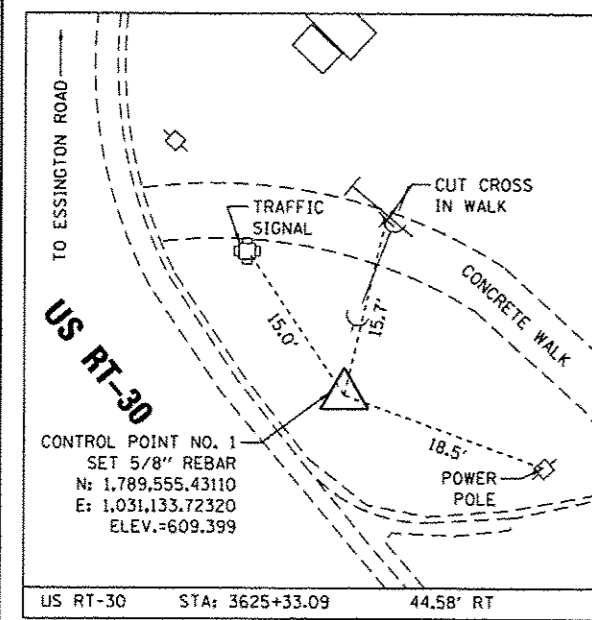 TO ESSINGTON ROAD
TRAFFIC
SIGNAL
CUT CROSS
IN WALK
CONCRETE WALK
15.0'
15.7'
US RT-30
18.5'
POWER
POLE
CONTROL POINT NO. 1
SET 5/8" REBAR
N: 1,789,555.43110
E: 1,031,133.72320
ELEV.=609.399
US RT-30 STA: 3625+33.09 44.58' RT